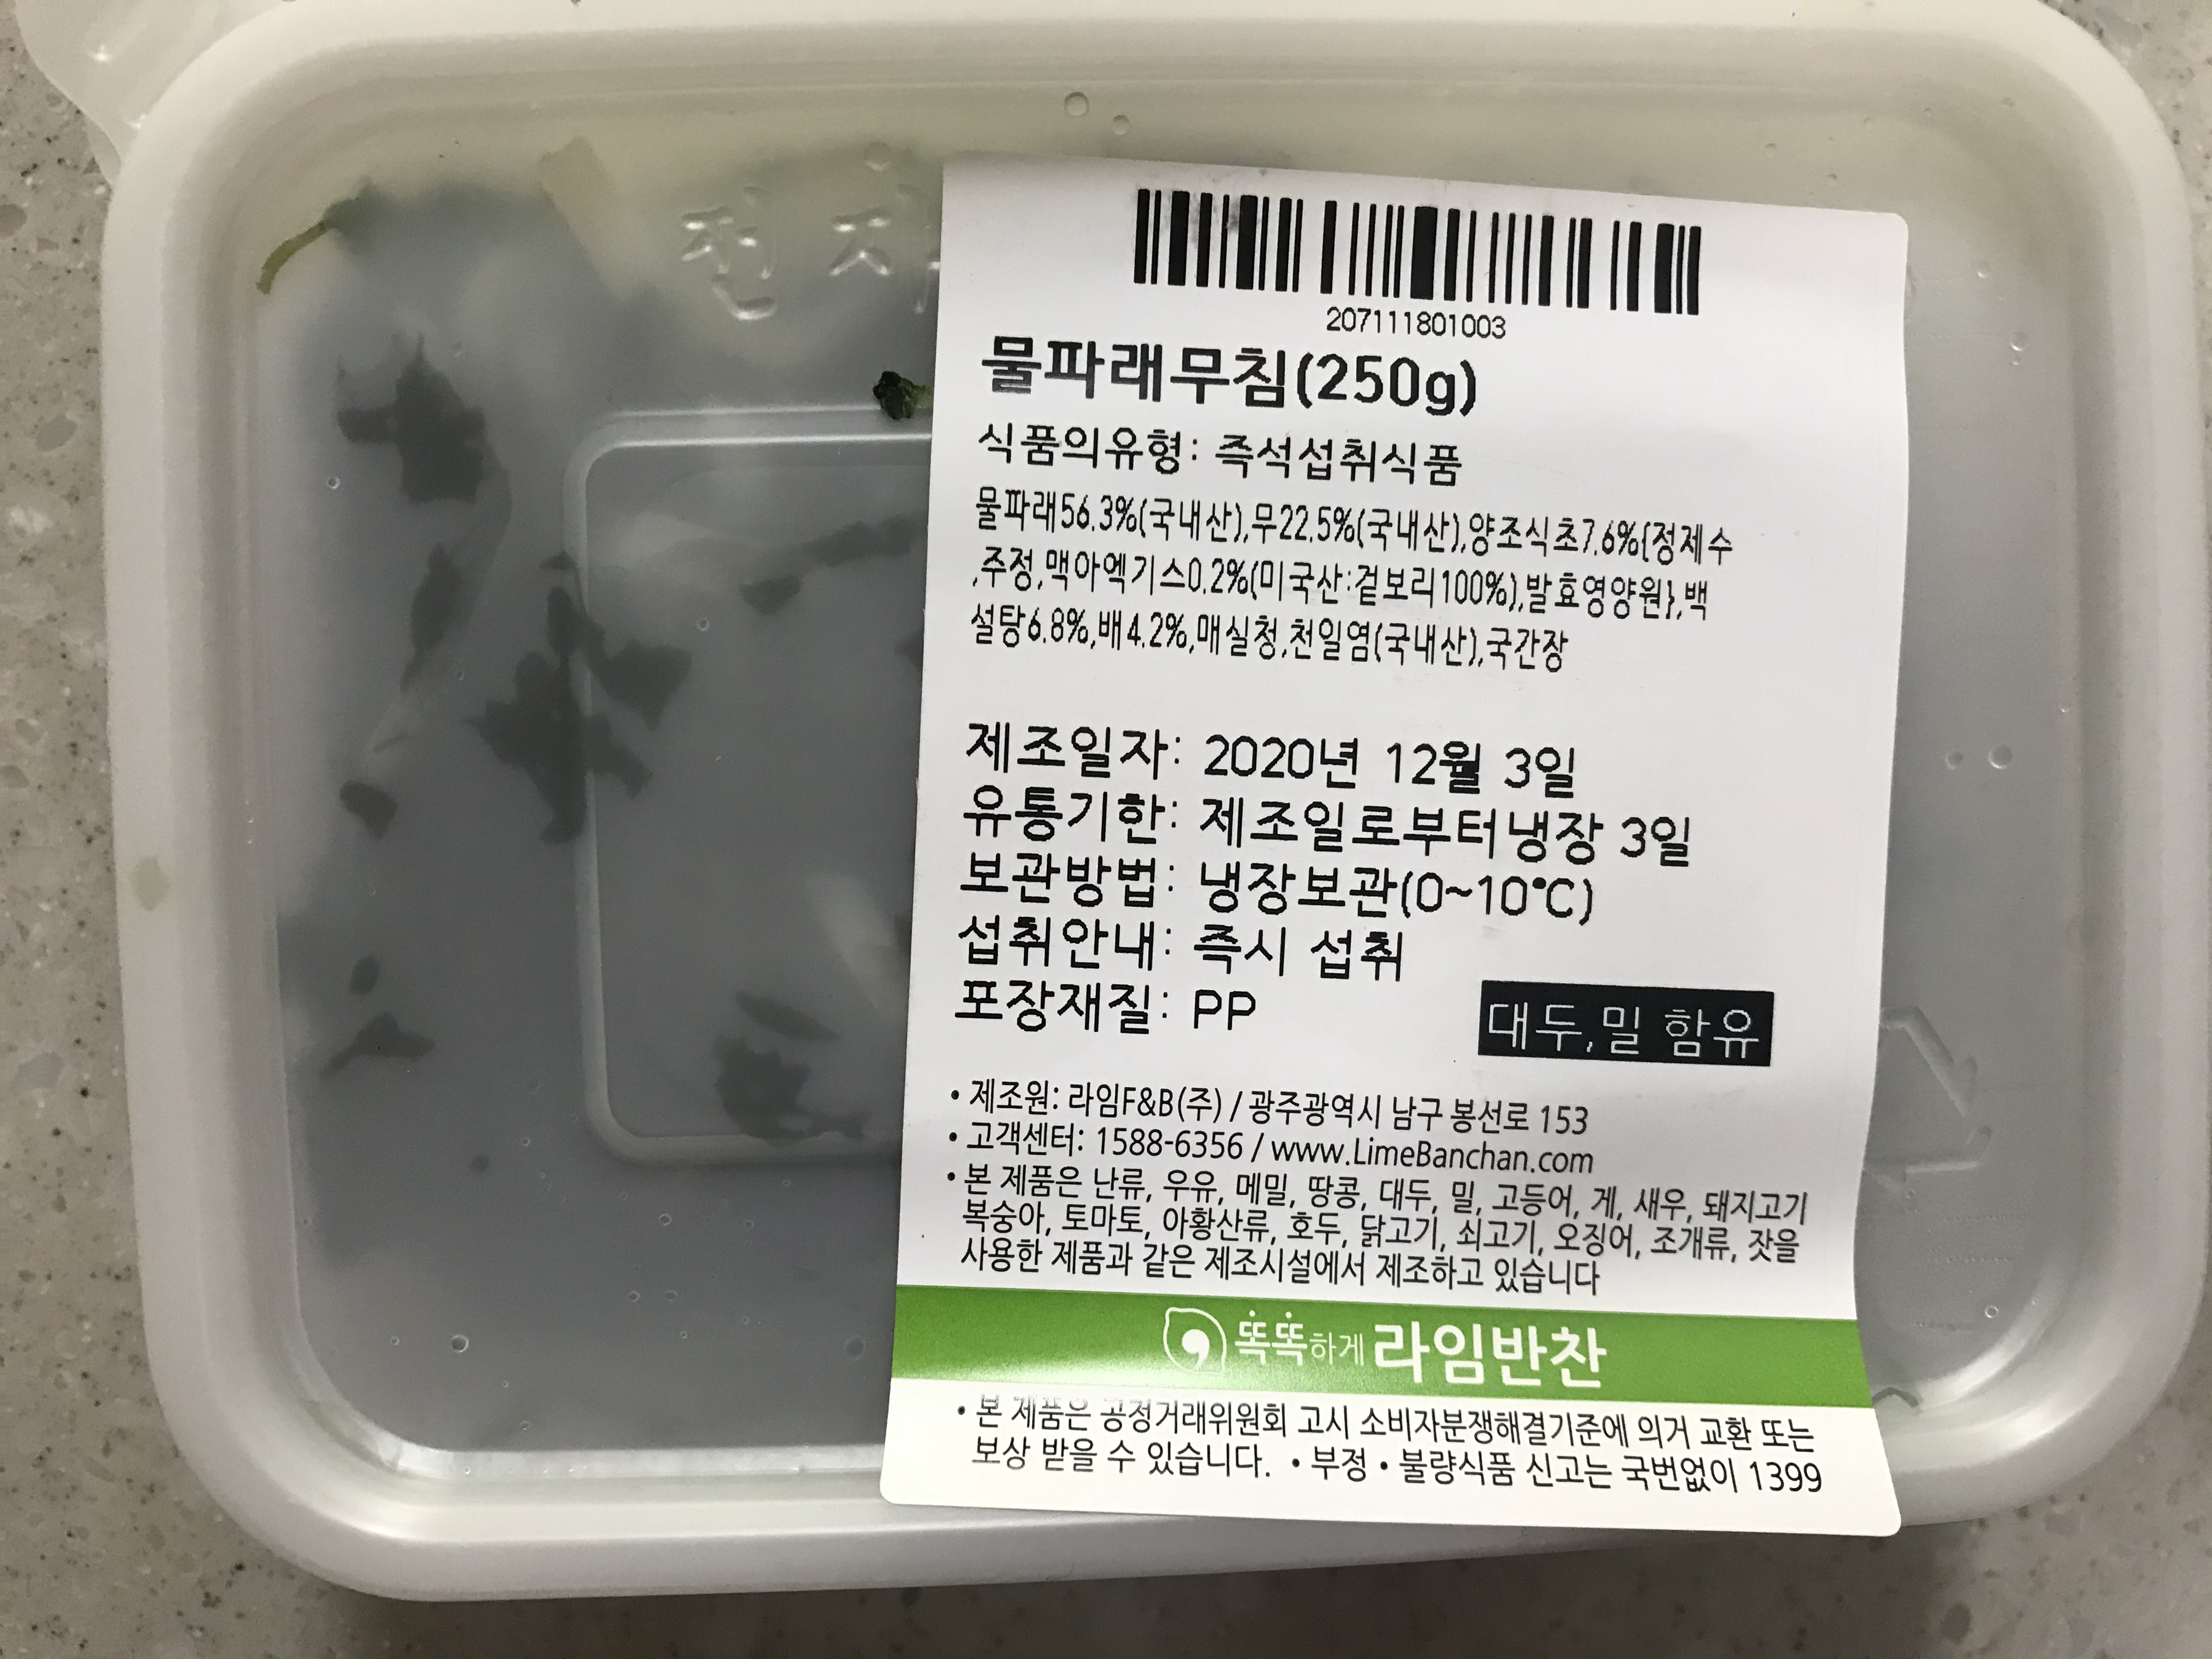 전자
207111801003
물파래무침(250g)
식품의유형: 즉석섭취식품
물파래56.3%(국내산),무22.5%(국내산),양조식초7.6%{정제수
,주정,맥아엑기스0.2%(미국산:겉보리100%),발효영양원},백
설탕6.8%,배4.2%,매실청,천일염(국내산),국간장
제조일자: 2020년 12월 3일
유통기한: 제조일로부터냉장 3일
보관방법: 냉장보관(0~10℃)
섭취안내: 즉시 섭취
포장재질: PP
대두,밀 함유
• 제조원: 라임F&B(주) / 광주광역시 남구 봉선로 153
• 고객센터: 1588-6356 / www.LimeBanchan.com
• 본 제품은 난류, 우유, 메밀, 땅콩, 대두, 밀, 고등어, 게, 새우, 돼지고기
복숭아, 토마토, 아황산류, 호두, 닭고기, 쇠고기, 오징어, 조개류, 잣을
사용한 제품과 같은 제조시설에서 제조하고 있습니다
똑똑하게 라임반찬
• 본 제품은 공정거래위원회 고시 소비자분쟁해결기준에 의거 교환 또는
보상 받을 수 있습니다. • 부정 • 불량식품 신고는 국번없이 1399